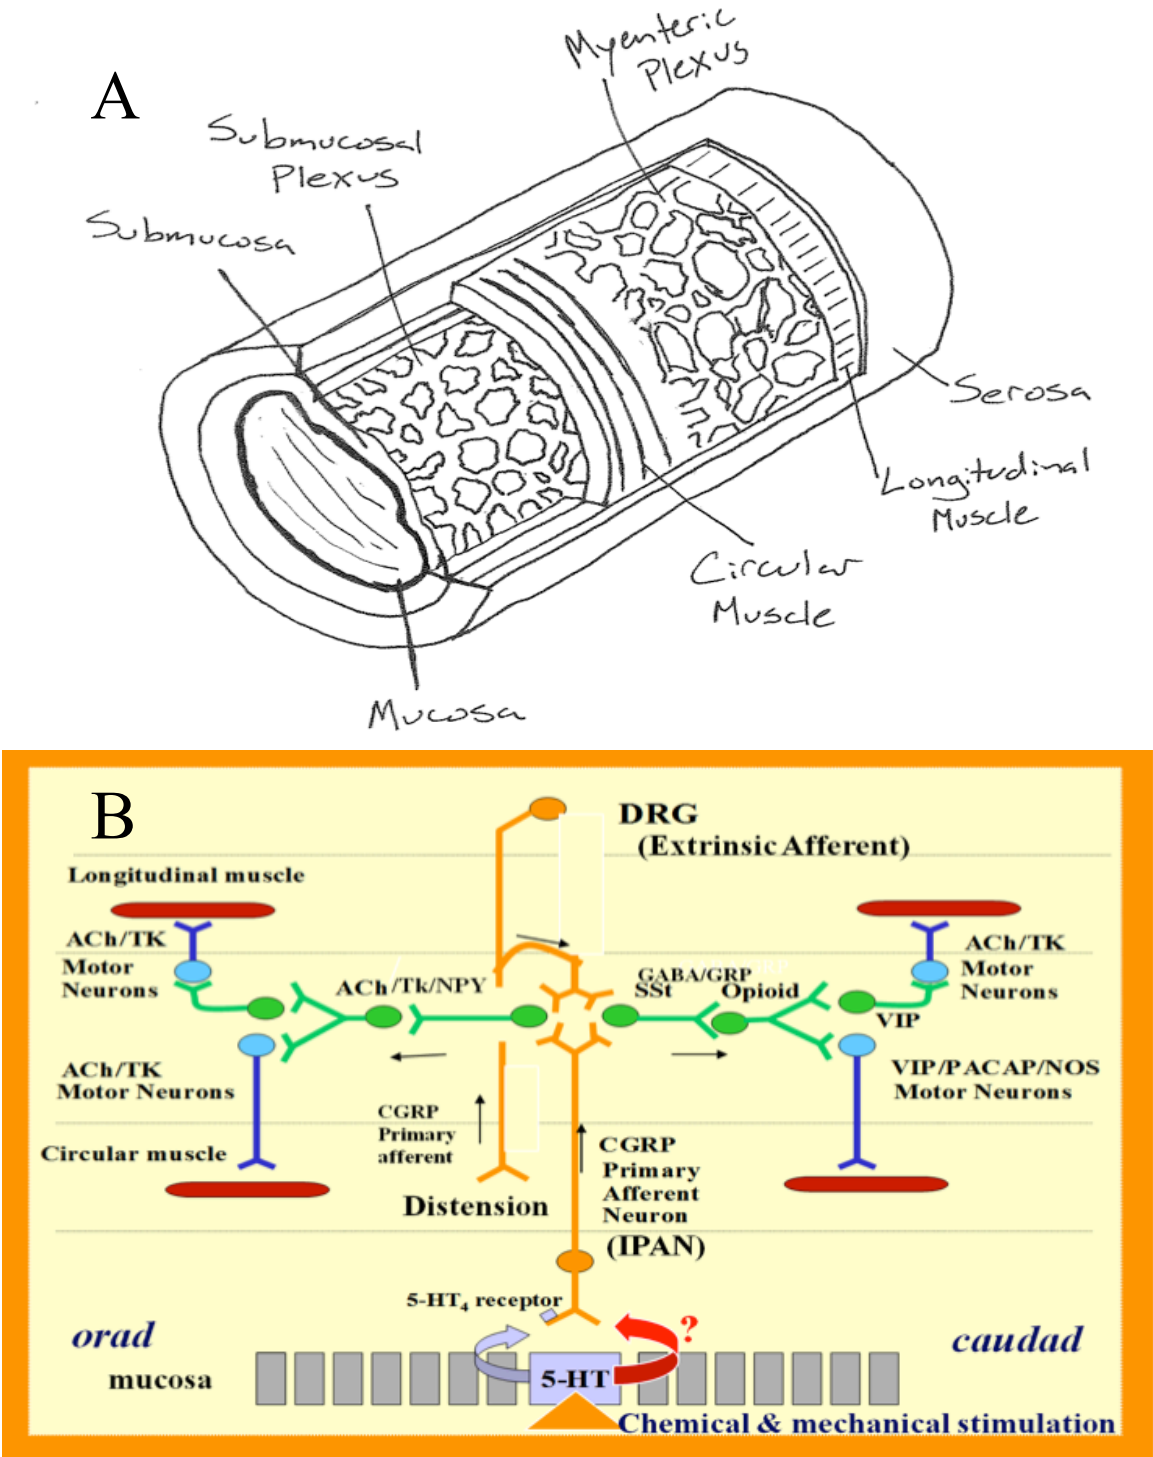 A
Myenteric
Plexus
Submucosal
Plexus
Submucosa
Serosa
Longitudinal
Muscle
Circular
Muscle
Mucosa
B
DRG
(Extrinsic Afferent)
Longitudinal muscle
ACh/TK
Motor
Neurons
ACh/Tk/NPY
GABA/GRP
SSt
Opioid
ACh/TK
Motor
Neurons
VIP
ACh/TK
Motor Neurons
VIP/PACAP/NOS
Motor Neurons
CGRP
Primary
afferent
Circular muscle
Distension
CGRP
Primary
Afferent
Neuron
(IPAN)
5-HT4 receptor
?
orad
caudad
mucosa
5-HT
Chemical & mechanical stimulation